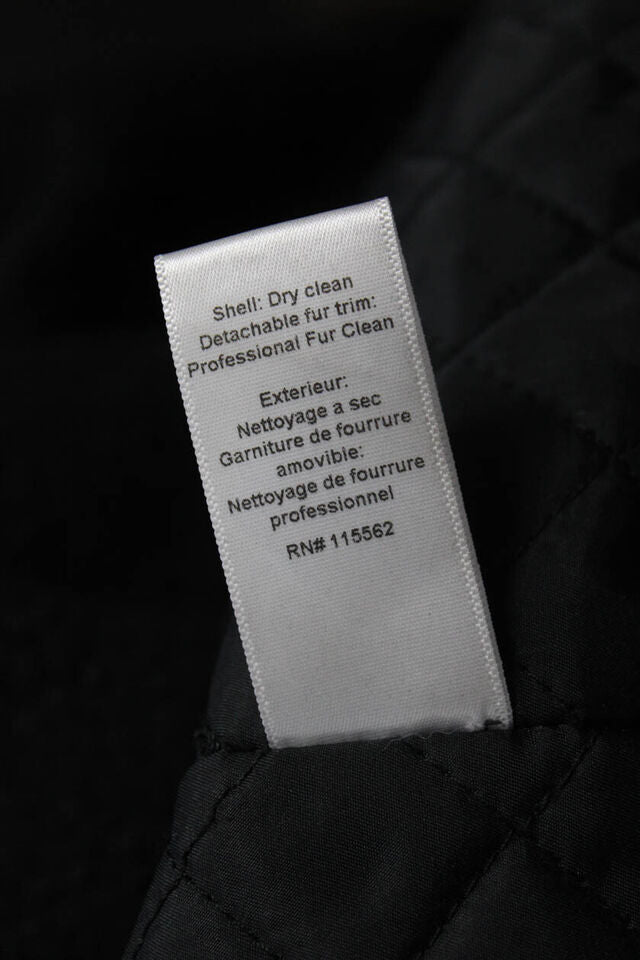 Shell: Dry clean
Detachable fur trim:
Professional Fur Clean
Exterieur:
Nettoyage a sec
Garniture de fourrure
amovible:
Nettoyage de fourrure
professionnel
RN# 115562